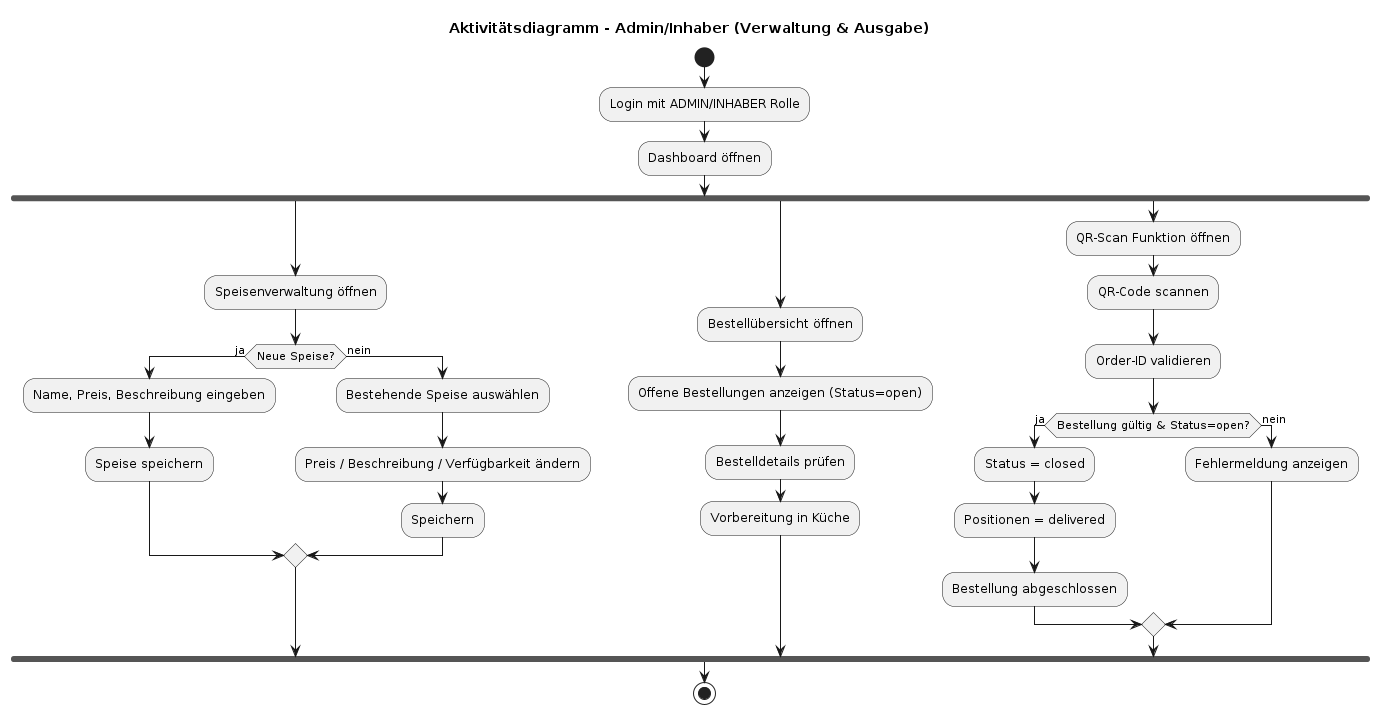 Aktivitätsdiagramm - Admin/Inhaber (Verwaltung & Ausgabe)
Login mit ADMIN/INHABER Rolle
Dashboard öffnen
Speisenverwaltung öffnen
Neue Speise?
ja
nein
Name, Preis, Beschreibung eingeben
Speise speichern
Bestehende Speise auswählen
Preis / Beschreibung / Verfügbarkeit ändern
Speichern
Bestellübersicht öffnen
Offene Bestellungen anzeigen (Status=open)
Bestelldetails prüfen
Vorbereitung in Küche
QR-Scan Funktion öffnen
QR-Code scannen
Order-ID validieren
Bestellung gültig & Status=open?
ja
nein
Status = closed
Positionen = delivered
Bestellung abgeschlossen
Fehlermeldung anzeigen